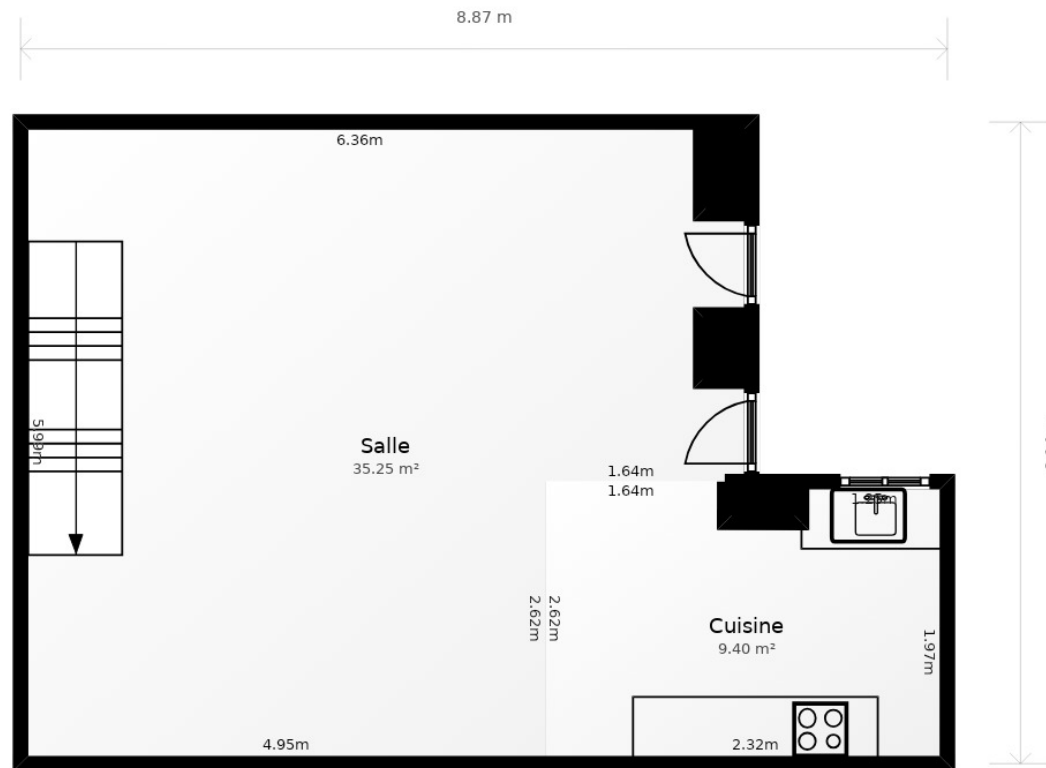 8.87 m
6.36m
5.99m
Salle
35.25 m²
1.64m
1.64m
2.62m
2.62m
Cuisine
9.40 m²
1.97m
4.95m
2.32m